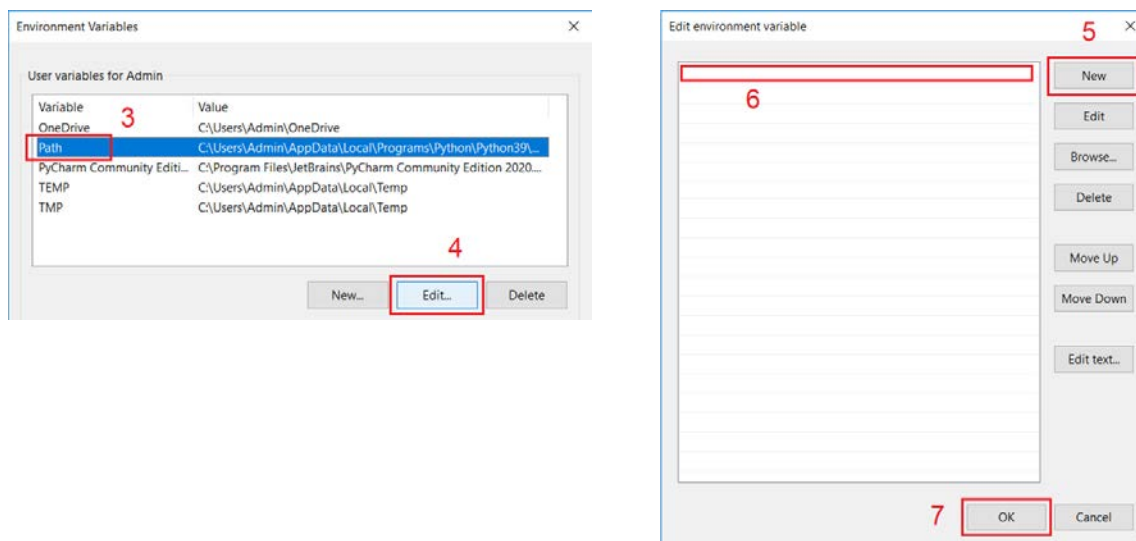 Environment Variables
User variables for Admin
Variable Value
3
OneDrive C:\Users\Admin\OneDrive
Path C:\Users\Admin\AppData\Local\Programs\Python\Python39\...
PyCharm Community Editi... C:\Program Files\JetBrains\PyCharm Community Edition 2020....
TEMP C:\Users\Admin\AppData\Local\Temp
TMP C:\Users\Admin\AppData\Local\Temp
4
New... Edit... Delete
Edit environment variable
5
New
6
Edit
Browse...
Delete
Move Up
Move Down
Edit text...
7
OK Cancel